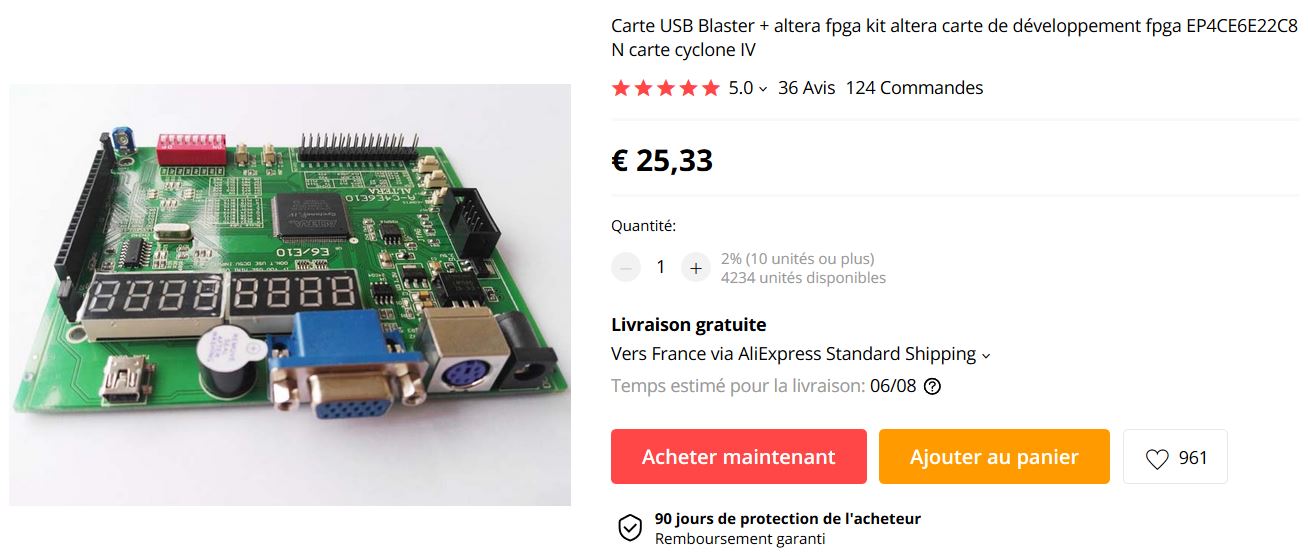 Carte USB Blaster + altera fpga kit altera carte de développement fpga EP4CE6E22C8
N carte cyclone IV
5.0 36 Avis 124 Commandes
€ 25,33
Quantité:
1
2% (10 unités ou plus)
4234 unités disponibles
Livraison gratuite
Vers France via AliExpress Standard Shipping
Temps estimé pour la livraison: 06/08
Acheter maintenant
Ajouter au panier
961
90 jours de protection de l'acheteur
Remboursement garanti
ALTERA
A-C4E6E10
E6/E10